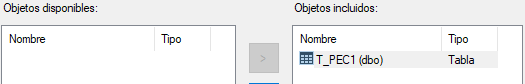 Objetos disponibles:
Objetos incluidos:
Nombre Tipo
Nombre Tipo
>
T_PEC1 (dbo) Tabla